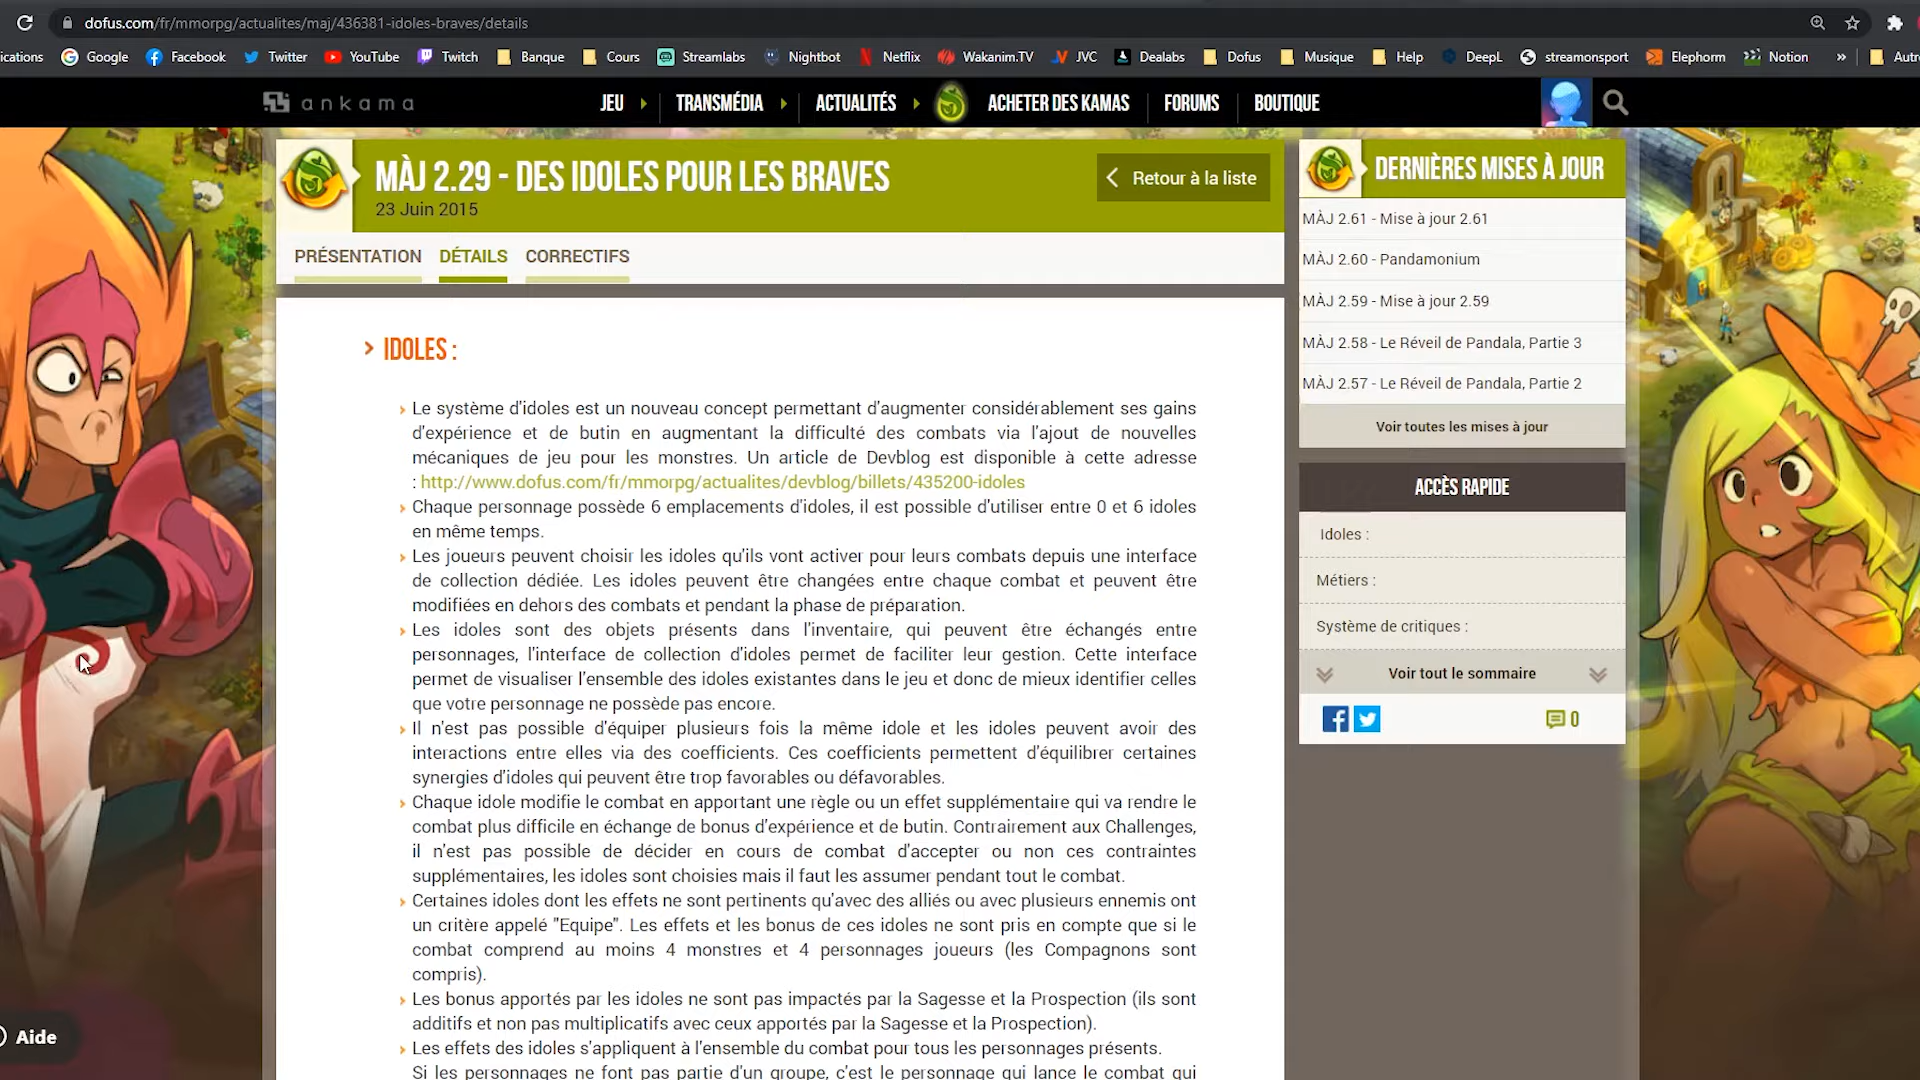 dofus.com/fr/mmorpg/actualites/maj/436381-idoles-braves/details
ications Google Facebook Twitter YouTube Twitch Banque Cours Streamlabs Nightbot Netflix Wakanim.TV JVC Dealabs Dofus Musique Help DeepL streamonsport Elephorm Notion » Autre
ankama JEU TRANSMÉDIA ACTUALITÉS ACHETER DES KAMAS FORUMS BOUTIQUE
MÀJ 2.29 - DES IDOLES POUR LES BRAVES
23 Juin 2015
Retour à la liste
PRÉSENTATION DÉTAILS CORRECTIFS
IDOLES :
Le système d'idoles est un nouveau concept permettant d'augmenter considérablement ses gains
d'expérience et de butin en augmentant la difficulté des combats via l'ajout de nouvelles
mécaniques de jeu pour les monstres. Un article de Devblog est disponible à cette adresse
: http://www.dofus.com/fr/mmorpg/actualites/devblog/billets/435200-idoles
Chaque personnage possède 6 emplacements d'idoles, il est possible d'utiliser entre 0 et 6 idoles
en même temps.
Les joueurs peuvent choisir les idoles qu'ils vont activer pour leurs combats depuis une interface
de collection dédiée. Les idoles peuvent être changées entre chaque combat et peuvent être
modifiées en dehors des combats et pendant la phase de préparation.
Les idoles sont des objets présents dans l'inventaire, qui peuvent être échangés entre
personnages, l'interface de collection d'idoles permet de faciliter leur gestion. Cette interface
permet de visualiser l'ensemble des idoles existantes dans le jeu et donc de mieux identifier celles
que votre personnage ne possède pas encore.
Il n'est pas possible d'équiper plusieurs fois la même idole et les idoles peuvent avoir des
interactions entre elles via des coefficients. Ces coefficients permettent d'équilibrer certaines
synergies d'idoles qui peuvent être trop favorables ou défavorables.
Chaque idole modifie le combat en apportant une règle ou un effet supplémentaire qui va rendre le
combat plus difficile en échange de bonus d'expérience et de butin. Contrairement aux Challenges,
il n'est pas possible de décider en cours de combat d'accepter ou non ces contraintes
supplémentaires, les idoles sont choisies mais il faut les assumer pendant tout le combat.
Certaines idoles dont les effets ne sont pertinents qu'avec des alliés ou avec plusieurs ennemis ont
un critère appelé "Equipe". Les effets et les bonus de ces idoles ne sont pris en compte que si le
combat comprend au moins 4 monstres et 4 personnages joueurs (les Compagnons sont
compris).
Les bonus apportés par les idoles ne sont pas impactés par la Sagesse et la Prospection (ils sont
additifs et non pas multiplicatifs avec ceux apportés par la Sagesse et la Prospection).
Les effets des idoles s'appliquent à l'ensemble du combat pour tous les personnages présents.
Si les personnages ne font pas partie d'un groupe, c'est le personnage qui lance le combat qui
DERNIÈRES MISES À JOUR
MÀJ 2.61 - Mise à jour 2.61
MÀJ 2.60 - Pandamonium
MÀJ 2.59 - Mise à jour 2.59
MÀJ 2.58 - Le Réveil de Pandala, Partie 3
MÀJ 2.57 - Le Réveil de Pandala, Partie 2
Voir toutes les mises à jour
ACCÈS RAPIDE
Idoles :
Métiers :
Système de critiques :
Voir tout le sommaire
0
Aide